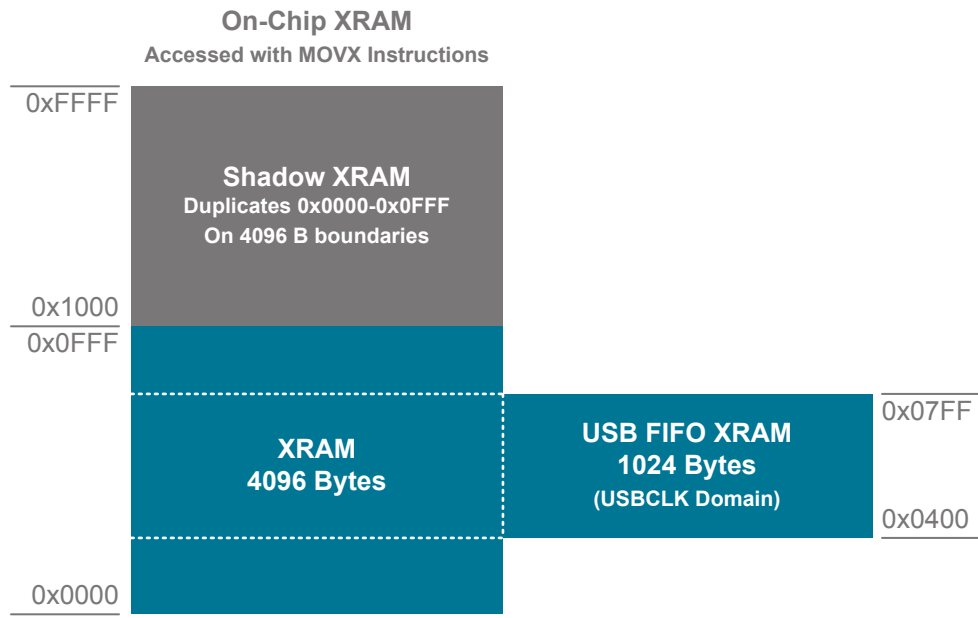 On-Chip XRAM
Accessed with MOVX Instructions
0xFFFF
Shadow XRAM
Duplicates 0x0000-0x0FFF
On 4096 B boundaries
0x1000
0x0FFF
XRAM
4096 Bytes
USB FIFO XRAM
1024 Bytes
(USBCLK Domain)
0x07FF
0x0400
0x0000